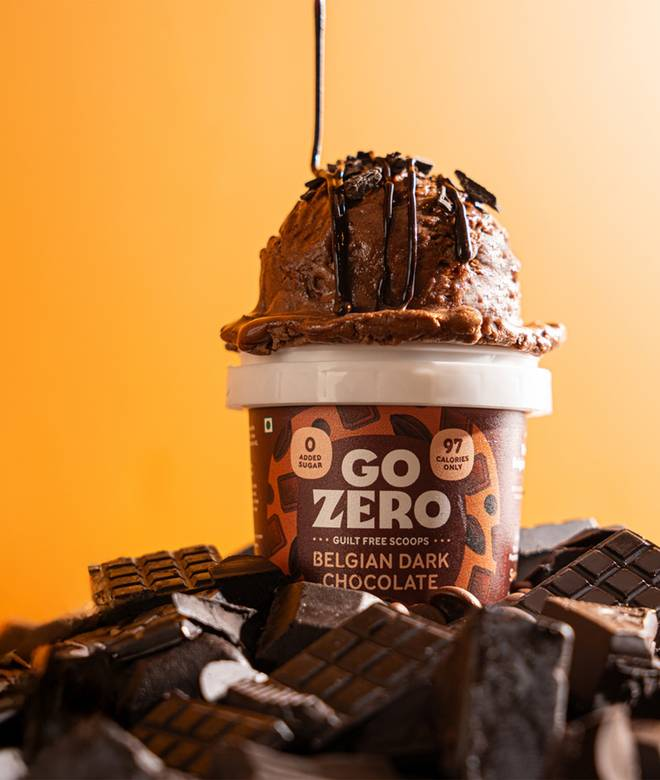 0
ADDED
SUGAR
97
CALORIES
ONLY
GO
ZERO
GUILT FREE SCOOPS
BELGIAN DARK
CHOCOLATE